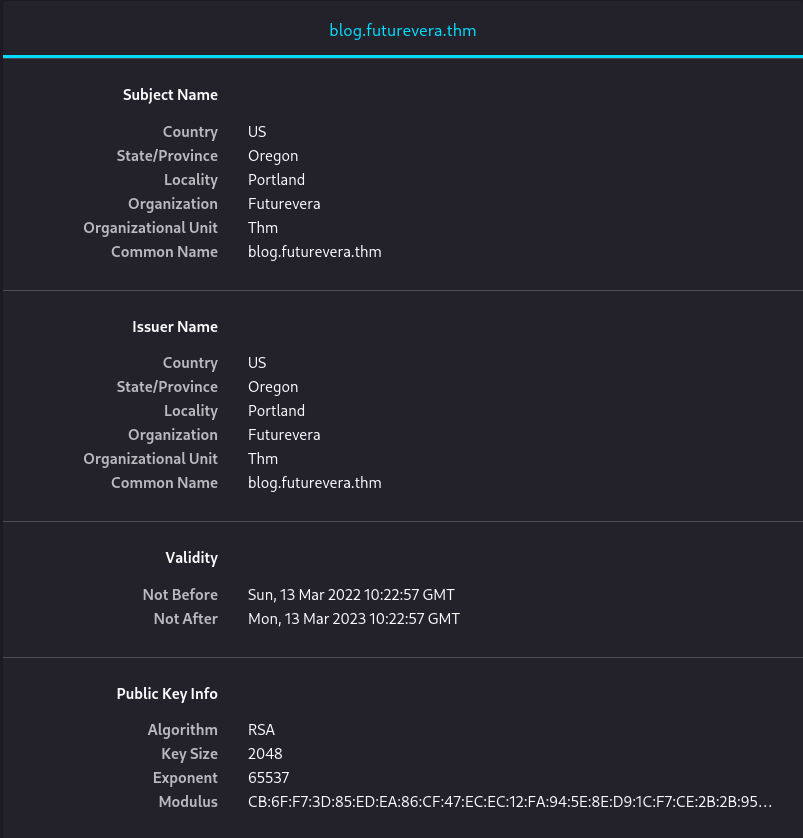 blog.futurevera.thm
Subject Name
Country US
State/Province Oregon
Locality Portland
Organization Futurevera
Organizational Unit Thm
Common Name blog.futurevera.thm
Issuer Name
Country US
State/Province Oregon
Locality Portland
Organization Futurevera
Organizational Unit Thm
Common Name blog.futurevera.thm
Validity
Not Before Sun, 13 Mar 2022 10:22:57 GMT
Not After Mon, 13 Mar 2023 10:22:57 GMT
Public Key Info
Algorithm RSA
Key Size 2048
Exponent 65537
Modulus CB:6F:F7:3D:85:ED:EA:86:CF:47:EC:EC:12:FA:94:5E:8E:D9:1C:F7:CE:2B:2B:95…